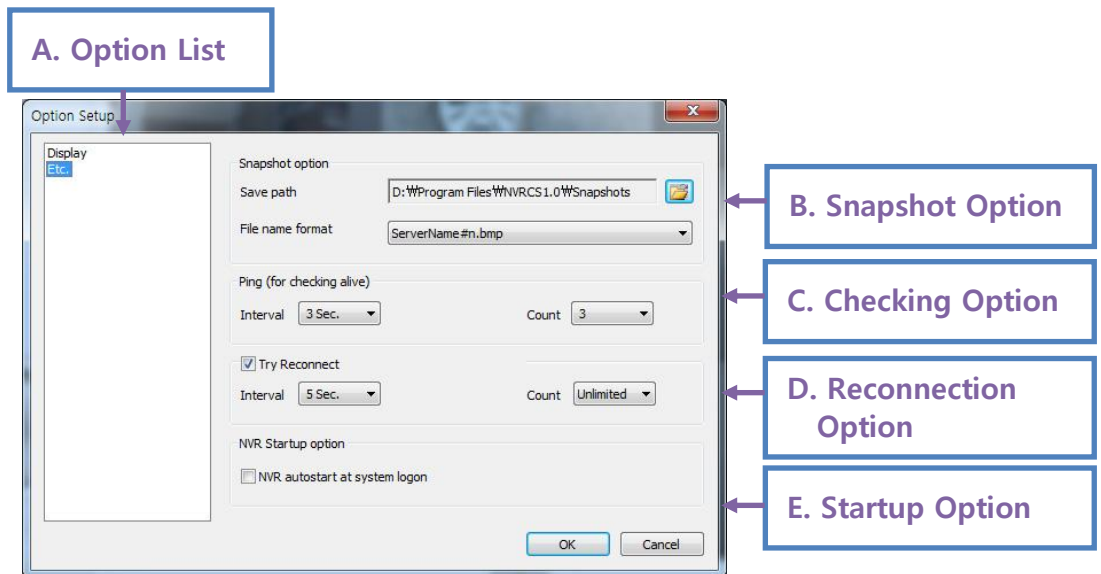 A. Option List
Option Setup
Display
Etc.
Snapshot option
Save path
D:₩Program Files₩NVRCS1.0₩Snapshots
File name format
ServerName#n.bmp
B. Snapshot Option
Ping (for checking alive)
Interval 3 Sec. Count 3
C. Checking Option
Try Reconnect
Interval 5 Sec. Count Unlimited
D. Reconnection
Option
NVR Startup option
NVR autostart at system logon
E. Startup Option
OK Cancel